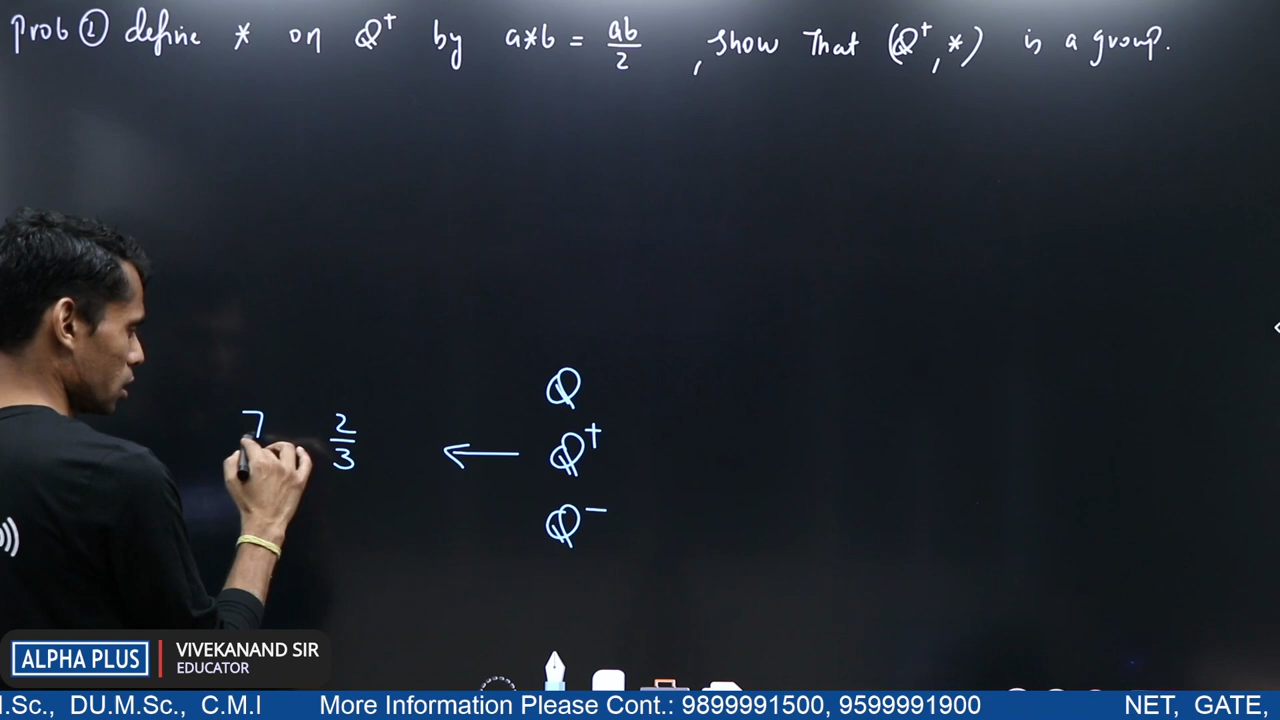 Prob ① define * on Q⁺ by a*b = ab/2 , show that (Q⁺, *) is a group.
Q
7 2/3 ← Q⁺
Q⁻
ALPHA PLUS
VIVEKANAND SIR
EDUCATOR
1.Sc., DU.M.Sc., C.M.I More Information Please Cont.: 9899991500, 9599991900 NET, GATE,